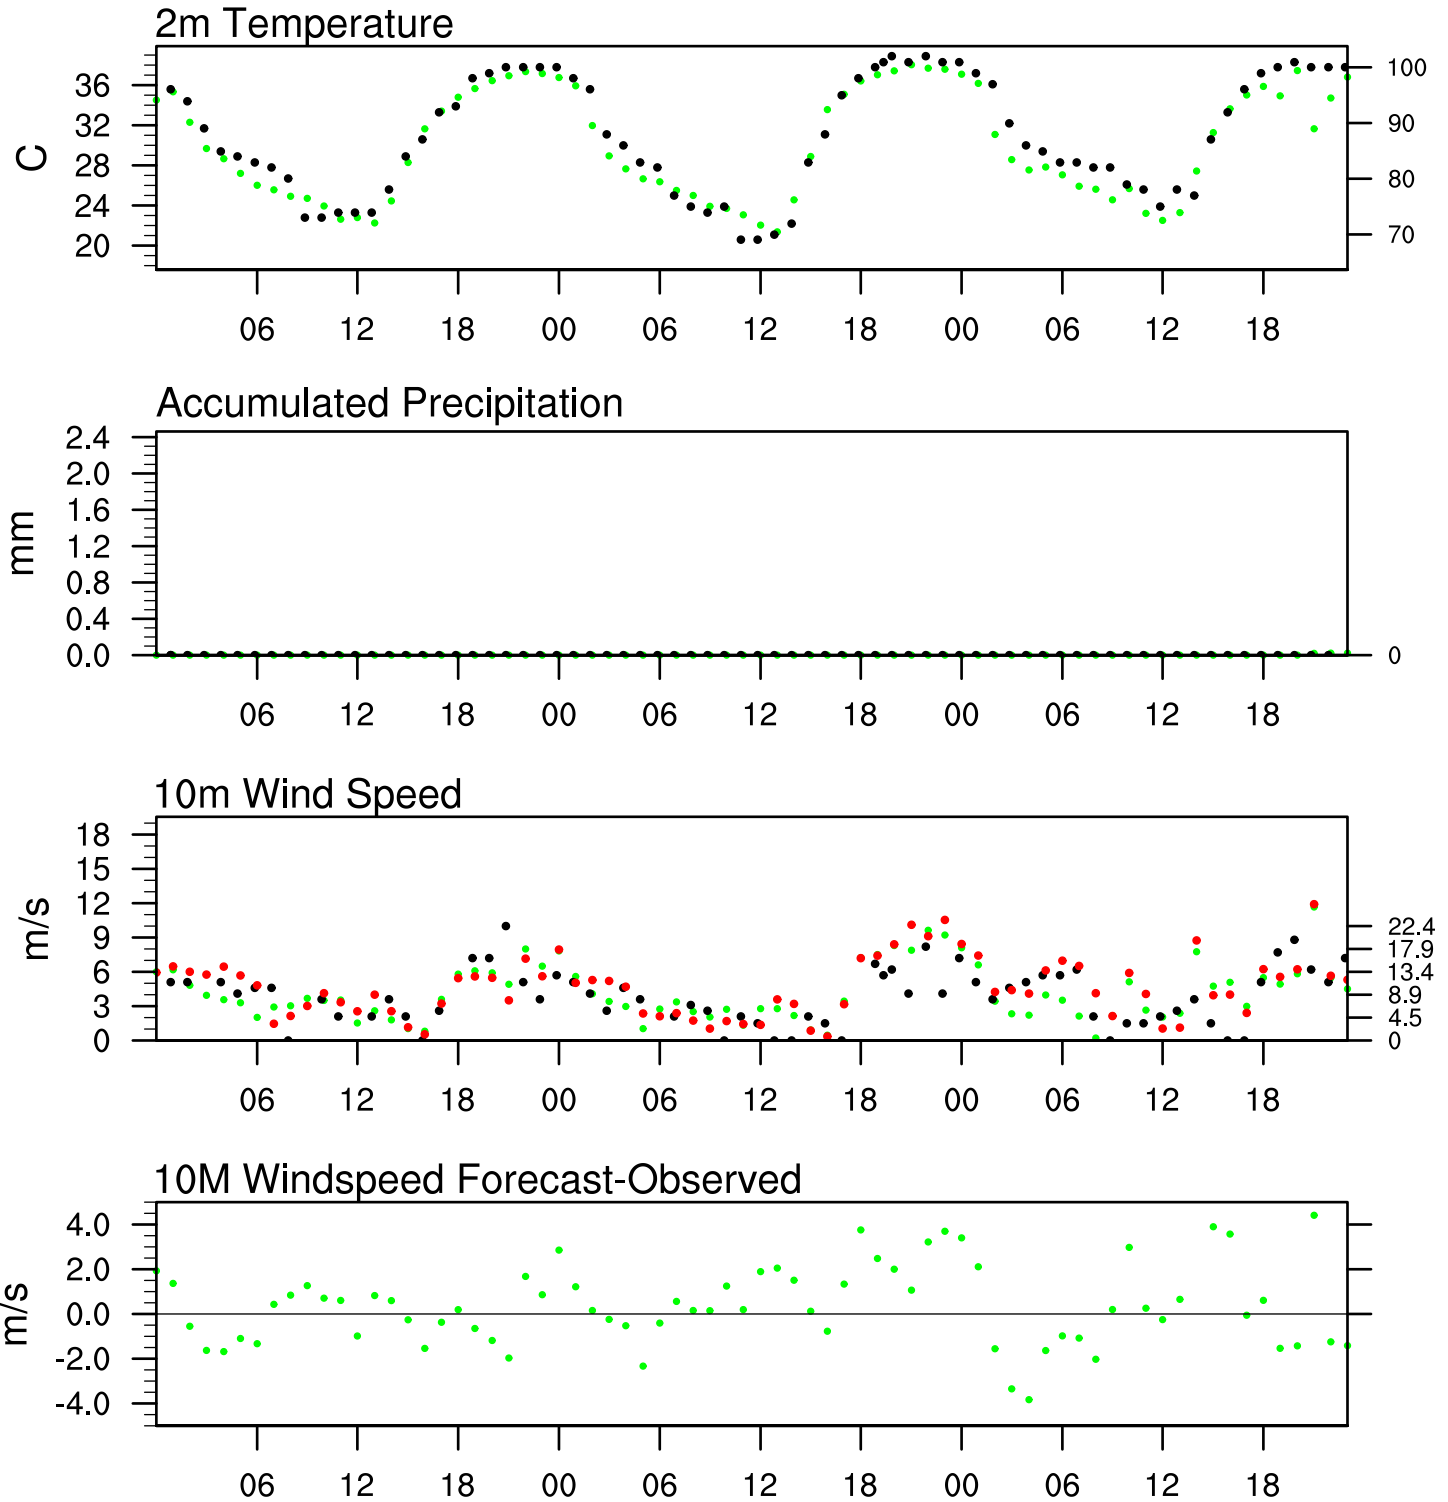 2m Temperature
C
36
32
28
24
20
100
90
80
70
06 12 18 00 06 12 18 00 06 12 18
Accumulated Precipitation
mm
2.4
2.0
1.6
1.2
0.8
0.4
0.0
0
06 12 18 00 06 12 18 00 06 12 18
10m Wind Speed
m/s
18
15
12
9
6
3
0
22.4
17.9
13.4
8.9
4.5
0
06 12 18 00 06 12 18 00 06 12 18
10M Windspeed Forecast-Observed
m/s
4.0
2.0
0.0
-2.0
-4.0
06 12 18 00 06 12 18 00 06 12 18